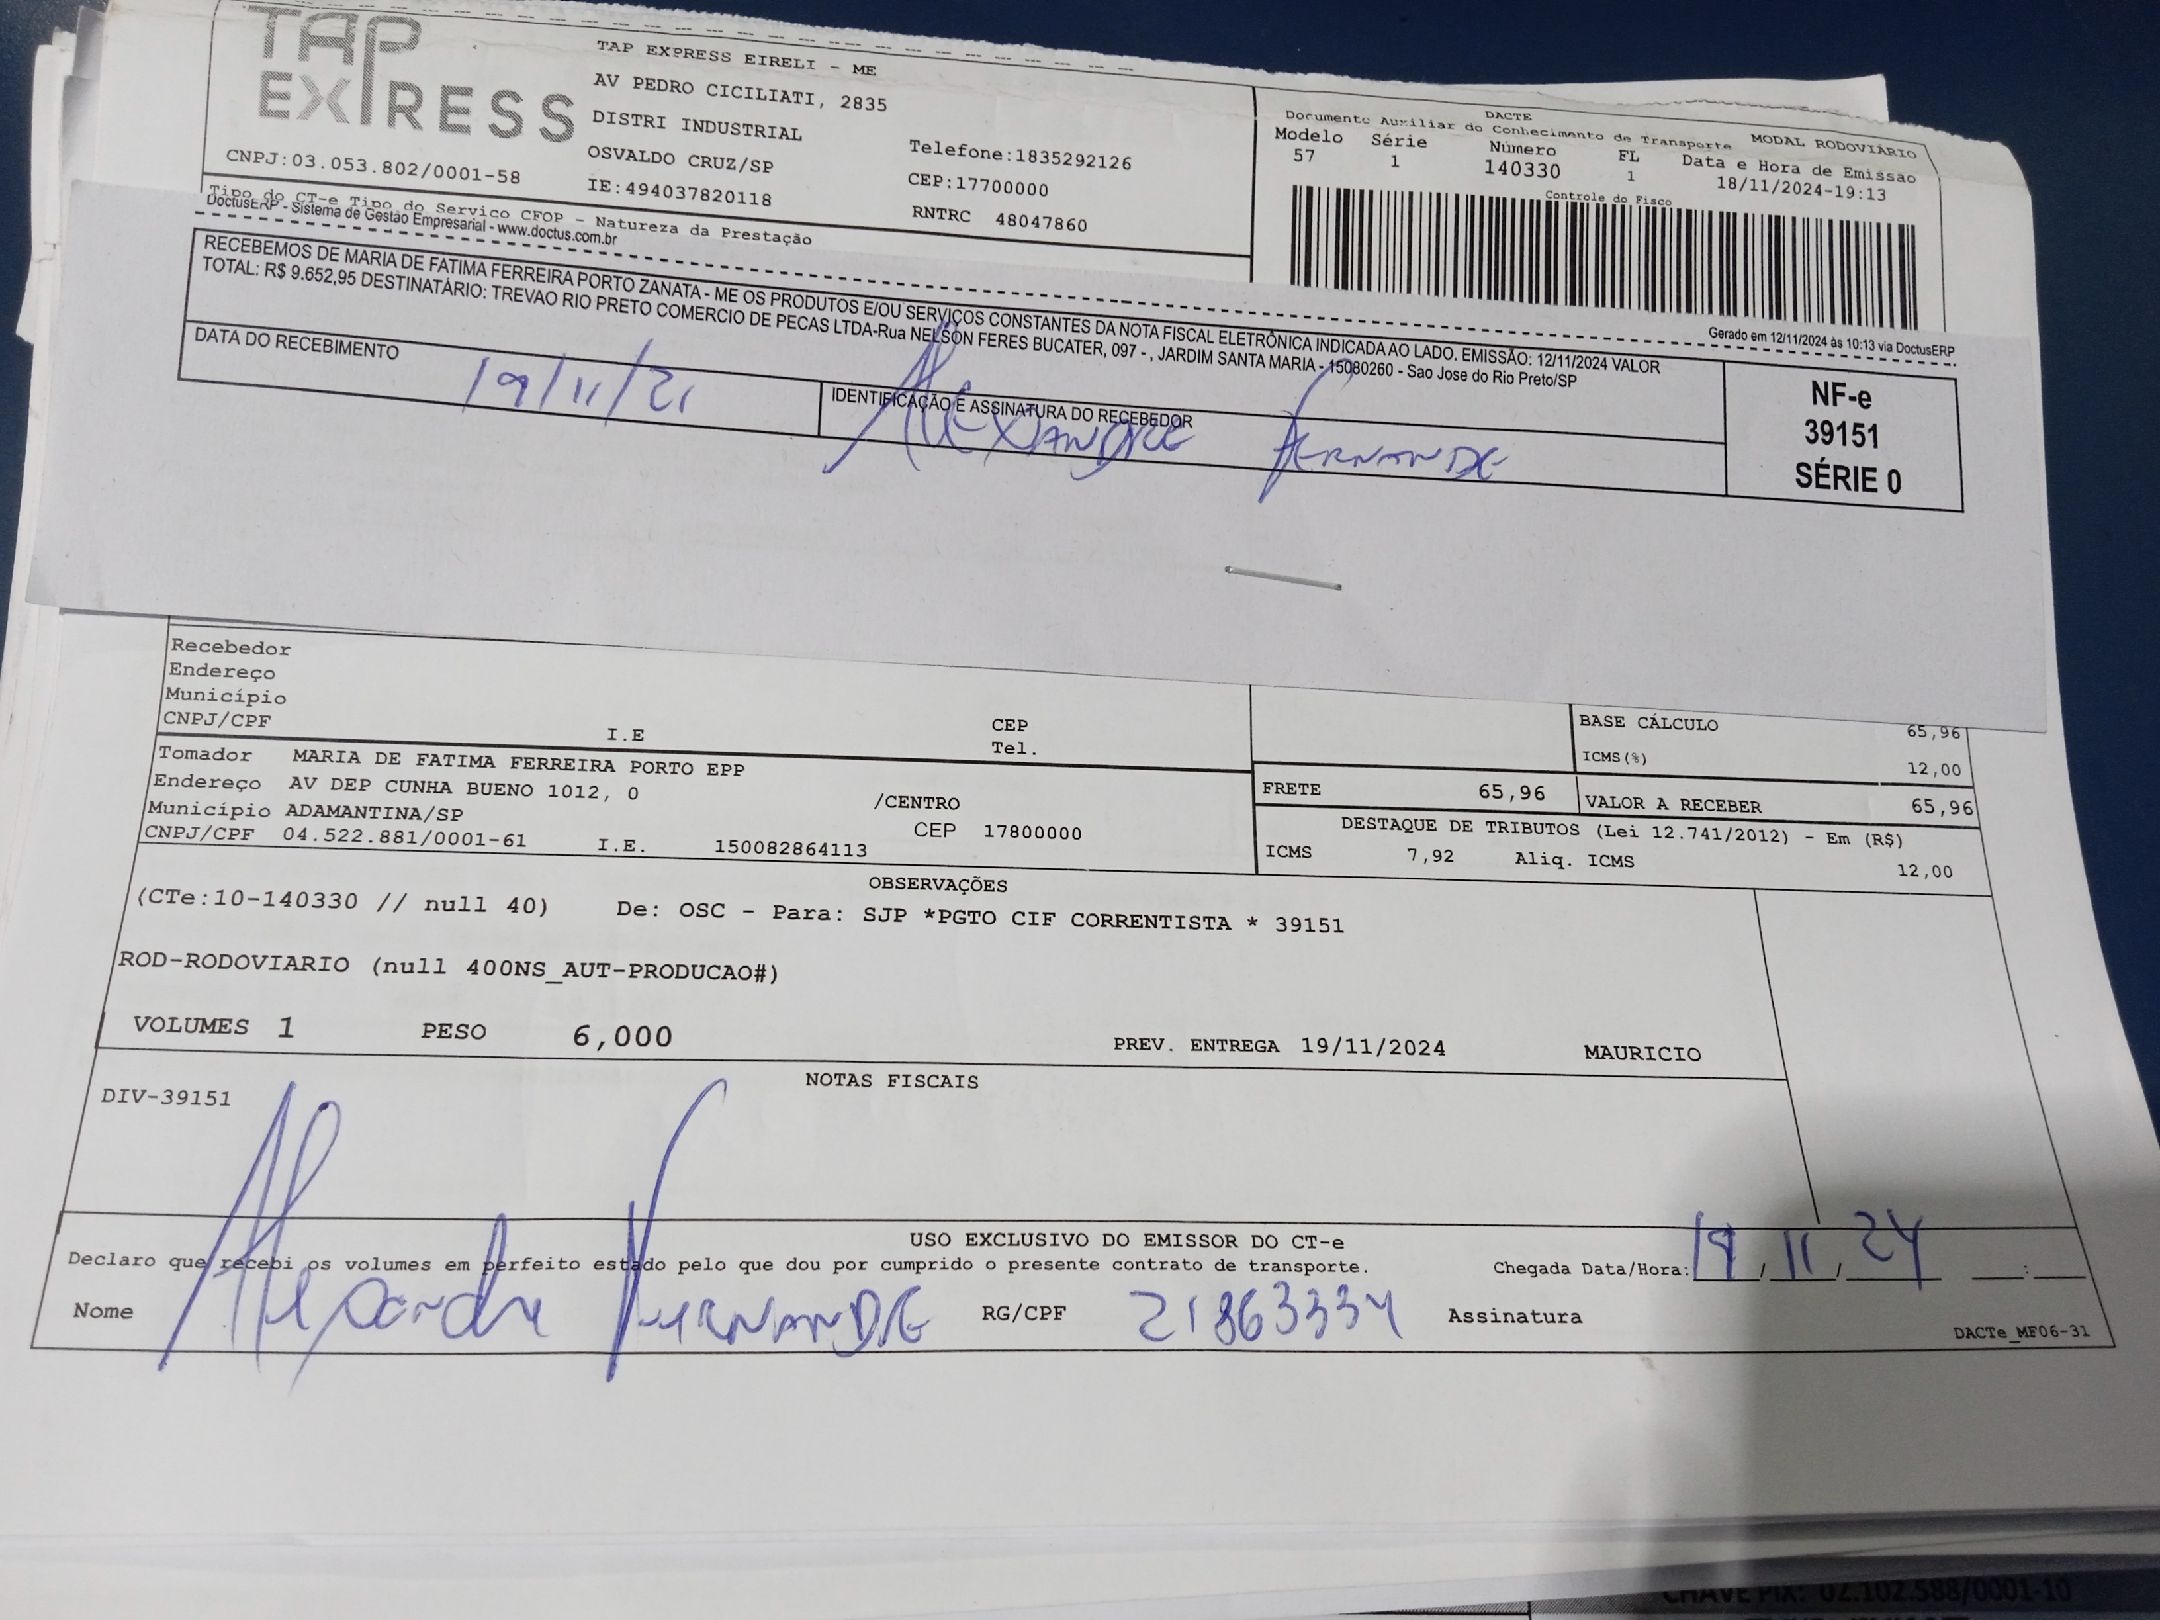 TAP EXPRESS
TAP EXPRESS EIRELI - ME
AV PEDRO CICILIATI, 2835
DISTRI INDUSTRIAL
OSVALDO CRUZ/SP
IE:494037820118
CNPJ:03.053.802/0001-58
Telefone:1835292126
CEP:17700000
RNTRC 48047860
DACTE
Documento Auxiliar do Conhecimento de Transporte
MODAL RODOVIÁRIO
Modelo Série Número FL Data e Hora de Emissão
57 1 140330 1 18/11/2024-19:13
Controle do Fisco
Tipo do CT-e Tipo do Servico CFOP - Natureza da Prestação
DoctusERP - Sistema de Gestão Empresarial - www.doctus.com.br
Gerado em 12/11/2024 às 10:13 via DoctusERP
RECEBEMOS DE MARIA DE FATIMA FERREIRA PORTO ZANATA - ME OS PRODUTOS E/OU SERVIÇOS CONSTANTES DA NOTA FISCAL ELETRÔNICA INDICADA AO LADO. EMISSÃO: 12/11/2024 VALOR
TOTAL: R$ 9.652,95 DESTINATÁRIO: TREVAO RIO PRETO COMERCIO DE PECAS LTDA-Rua NELSON FERES BUCATER, 097 - , JARDIM SANTA MARIA - 15080260 - Sao Jose do Rio Preto/SP
DATA DO RECEBIMENTO
19/11/21
IDENTIFICAÇÃO E ASSINATURA DO RECEBEDOR
ALEXANDRE FERNANDE
NF-e
39151
SÉRIE 0
Recebedor
Endereço
Município
CNPJ/CPF I.E CEP
Tel.
BASE CÁLCULO 65,96
ICMS(%) 12,00
Tomador MARIA DE FATIMA FERREIRA PORTO EPP
Endereço AV DEP CUNHA BUENO 1012, 0 /CENTRO
Município ADAMANTINA/SP CEP 17800000
CNPJ/CPF 04.522.881/0001-61 I.E. 150082864113
FRETE 65,96 VALOR A RECEBER 65,96
DESTAQUE DE TRIBUTOS (Lei 12.741/2012) - Em (R$)
ICMS 7,92 Aliq. ICMS 12,00
OBSERVAÇÕES
(CTe:10-140330 // null 40) De: OSC - Para: SJP *PGTO CIF CORRENTISTA * 39151
ROD-RODOVIARIO (null 400NS_AUT-PRODUCAO#)
VOLUMES 1 PESO 6,000 PREV. ENTREGA 19/11/2024 MAURICIO
NOTAS FISCAIS
DIV-39151
USO EXCLUSIVO DO EMISSOR DO CT-e
Declaro que recebi os volumes em perfeito estado pelo que dou por cumprido o presente contrato de transporte.
Chegada Data/Hora: 19/11/24 __:__
Nome Alexandre FERNANDE RG/CPF 21863334 Assinatura
DACTe_MF06-31
CHAVE PIX: 02.102.588/0001-10